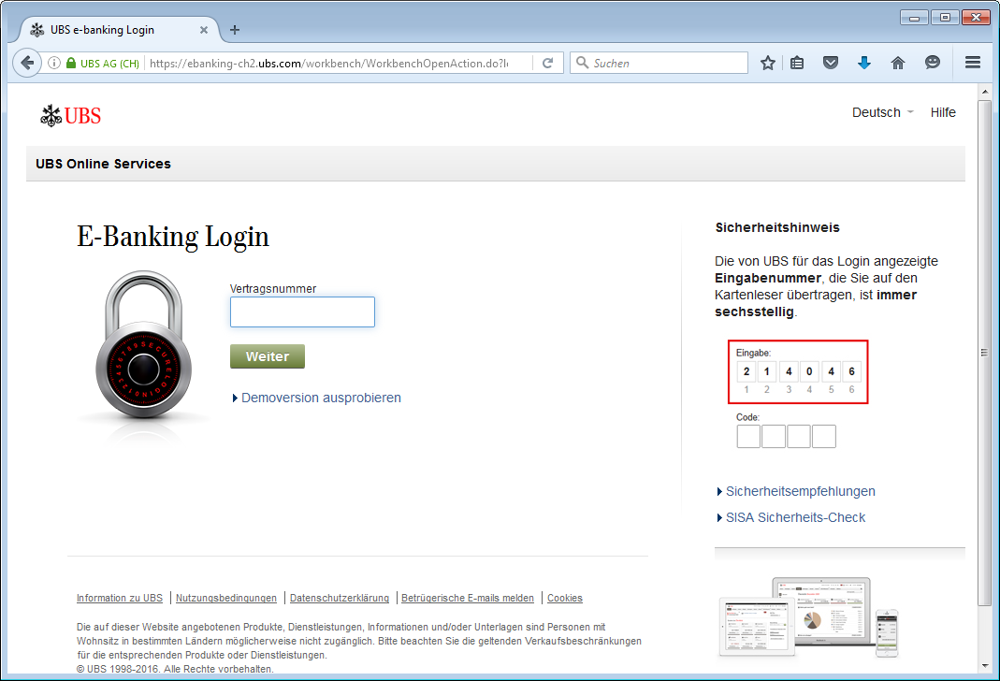 UBS e-banking Login
UBS AG (CH)
https://ebanking-ch2.ubs.com/workbench/WorkbenchOpenAction.do?l
Suchen
UBS
Deutsch
Hilfe
UBS Online Services
E-Banking Login
Vertragsnummer
Weiter
Demoversion ausprobieren
Sicherheitshinweis
Die von UBS für das Login angezeigte
Eingabenummer, die Sie auf den
Kartenleser übertragen, ist immer
sechsstellig.
Eingabe:
2 1 4 0 4 6
1 2 3 4 5 6
Code:
Sicherheitsempfehlungen
SISA Sicherheits-Check
Information zu UBS
Nutzungsbedingungen
Datenschutzerklärung
Betrügerische E-mails melden
Cookies
Die auf dieser Website angebotenen Produkte, Dienstleistungen, Informationen und/oder Unterlagen sind Personen mit
Wohnsitz in bestimmten Ländern möglicherweise nicht zugänglich. Bitte beachten Sie die geltenden Verkaufsbeschränkungen
für die entsprechenden Produkte oder Dienstleistungen.
© UBS 1998-2016. Alle Rechte vorbehalten.